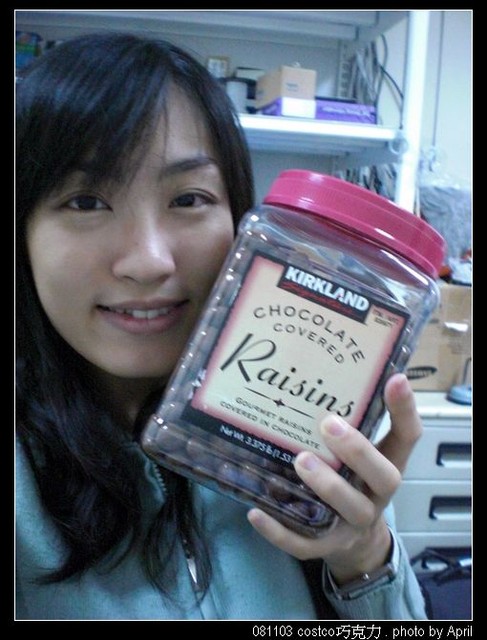 KIRKLAND
Signature
CHOCOLATE
COVERED
Raisins
GOURMET RAISINS
COVERED IN CHOCOLATE
081103 costco巧克力 . photo by April